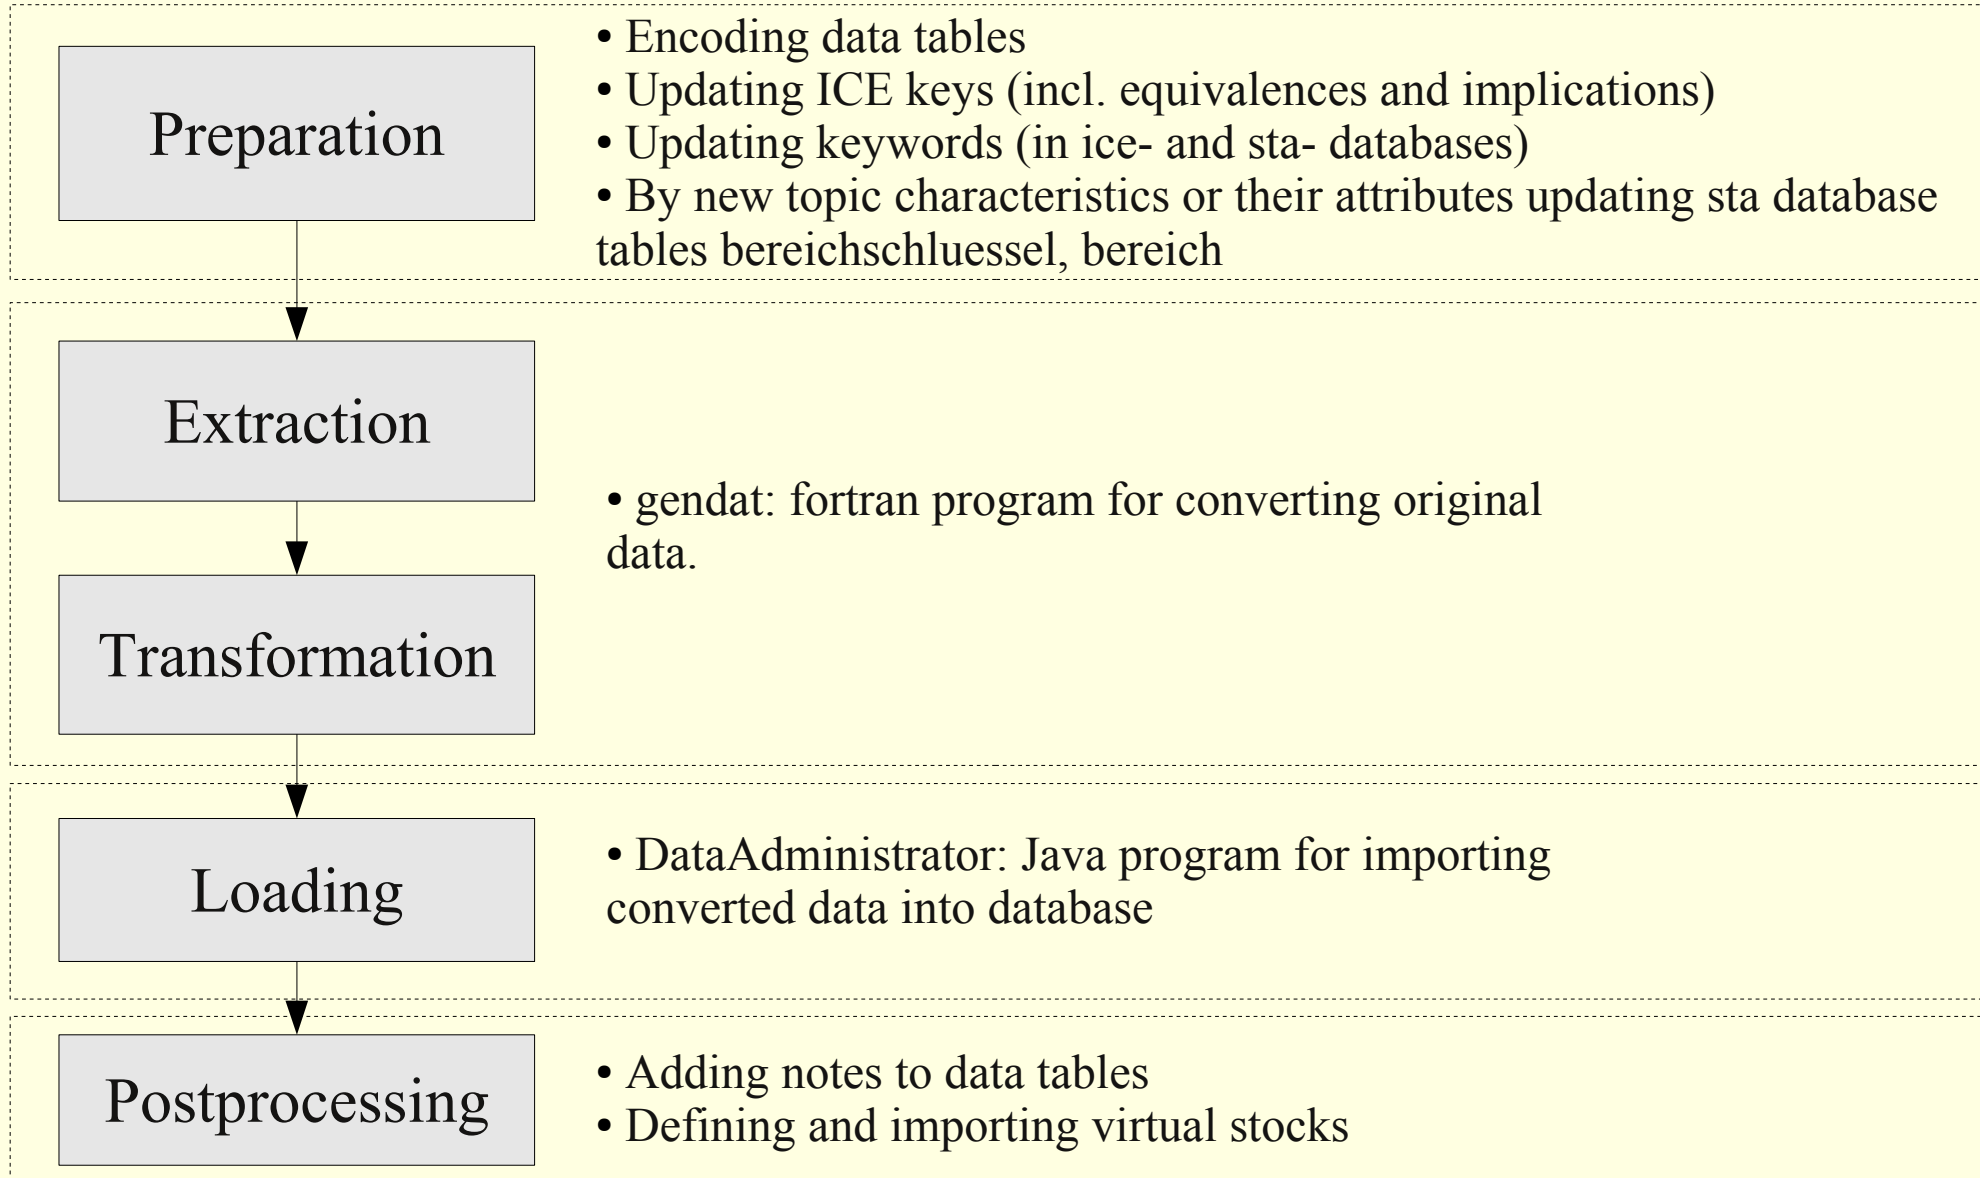 Preparation
• Encoding data tables
• Updating ICE keys (incl. equivalences and implications)
• Updating keywords (in ice- and sta- databases)
• By new topic characteristics or their attributes updating sta database
tables bereichschluessel, bereich
Extraction
• gendat: fortran program for converting original
data.
Transformation
Loading
• DataAdministrator: Java program for importing
converted data into database
Postprocessing
• Adding notes to data tables
• Defining and importing virtual stocks